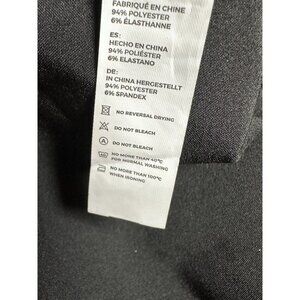 FABRIQUÉ EN CHINE
94% POLYESTER
6% ÉLASTHANNE
ES:
HECHO EN CHINA
94% POLIÉSTER
6% ELASTANO
DE:
IN CHINA HERGESTELLT
94% POLYESTER
6% SPANDEX
NO REVERSAL DRYING
DO NOT BLEACH
A DO NOT BLEACH
NO MORE THAN 40°C
FOR NORMAL WASHING
NO MORE THAN 100°C
WHEN IRONING